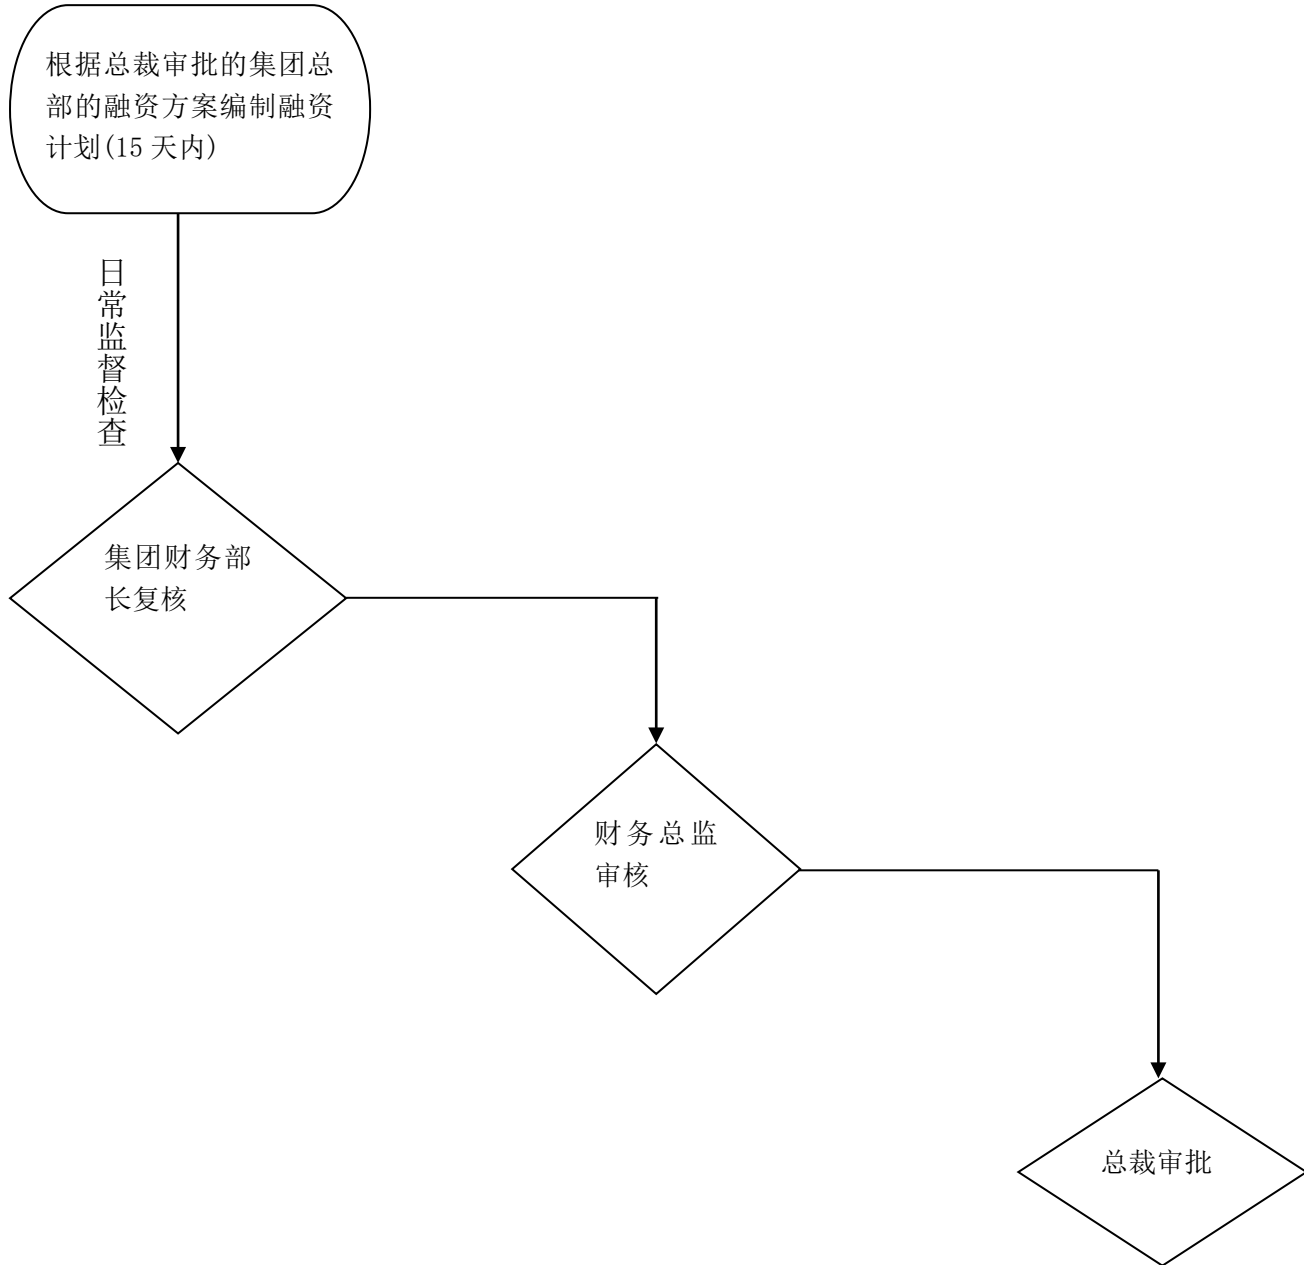 根据总裁审批的集团总
部的融资方案编制融资
计划(15 天内)
日常监督检查
集团财务部
长复核
财务总监
审核
总裁审批